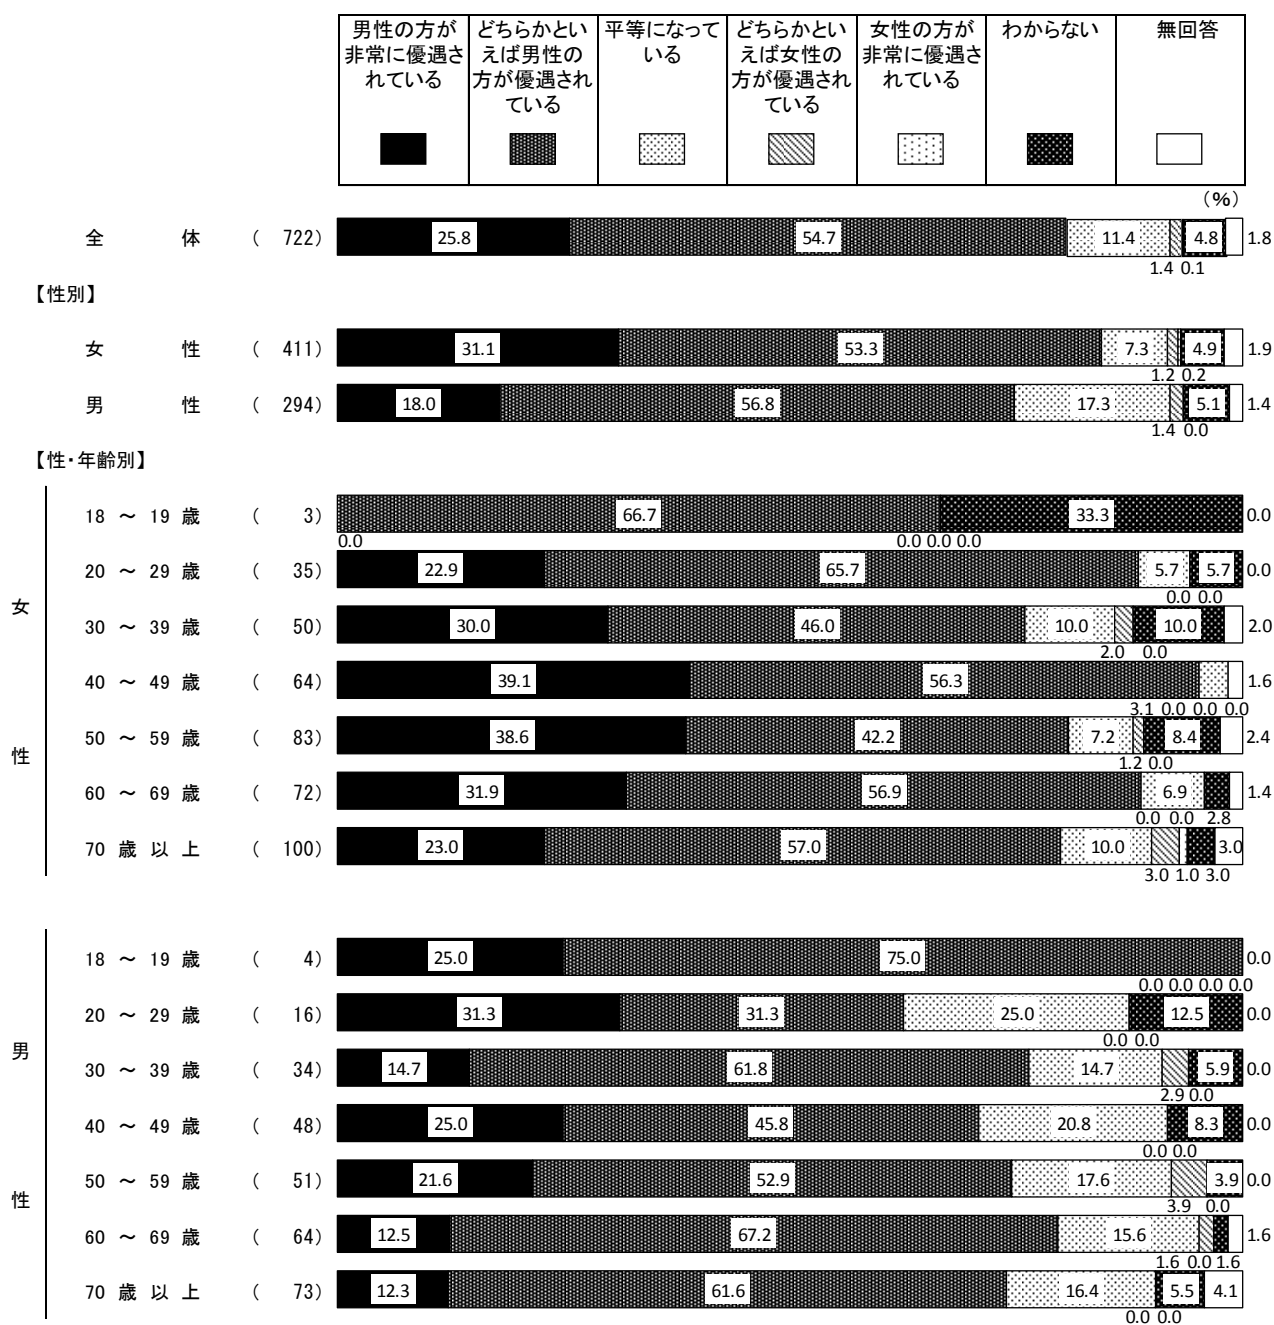 男性の方が
非常に優遇さ
れている
どちらかとい
えば男性の
方が優遇され
ている
平等になって
いる
どちらかとい
えば女性の
方が優遇され
ている
女性の方が
非常に優遇さ
れている
わからない
無回答
(%)
全 体 ( 722) 25.8 54.7 11.4 4.8 1.8
1.4 0.1
【性別】
女 性 ( 411) 31.1 53.3 7.3 4.9 1.9
1.2 0.2
男 性 ( 294) 18.0 56.8 17.3 5.1 1.4
1.4 0.0
【性・年齢別】
18 ～ 19 歳 ( 3) 66.7 33.3 0.0
0.0 0.0 0.0 0.0
20 ～ 29 歳 ( 35) 22.9 65.7 5.7 5.7 0.0
0.0 0.0
女
30 ～ 39 歳 ( 50) 30.0 46.0 10.0 10.0 2.0
2.0 0.0
40 ～ 49 歳 ( 64) 39.1 56.3 1.6
3.1 0.0 0.0 0.0
50 ～ 59 歳 ( 83) 38.6 42.2 7.2 8.4 2.4
性
1.2 0.0
60 ～ 69 歳 ( 72) 31.9 56.9 6.9 1.4
0.0 0.0 2.8
70 歳 以 上 ( 100) 23.0 57.0 10.0 3.0
3.0 1.0 3.0
18 ～ 19 歳 ( 4) 25.0 75.0 0.0
0.0 0.0 0.0 0.0
20 ～ 29 歳 ( 16) 31.3 31.3 25.0 12.5 0.0
0.0 0.0
男
30 ～ 39 歳 ( 34) 14.7 61.8 14.7 5.9 0.0
2.9 0.0
40 ～ 49 歳 ( 48) 25.0 45.8 20.8 8.3 0.0
0.0 0.0
50 ～ 59 歳 ( 51) 21.6 52.9 17.6 3.9 0.0
性
3.9 0.0
60 ～ 69 歳 ( 64) 12.5 67.2 15.6 1.6
1.6 0.0 1.6
70 歳 以 上 ( 73) 12.3 61.6 16.4 5.5 4.1
0.0 0.0